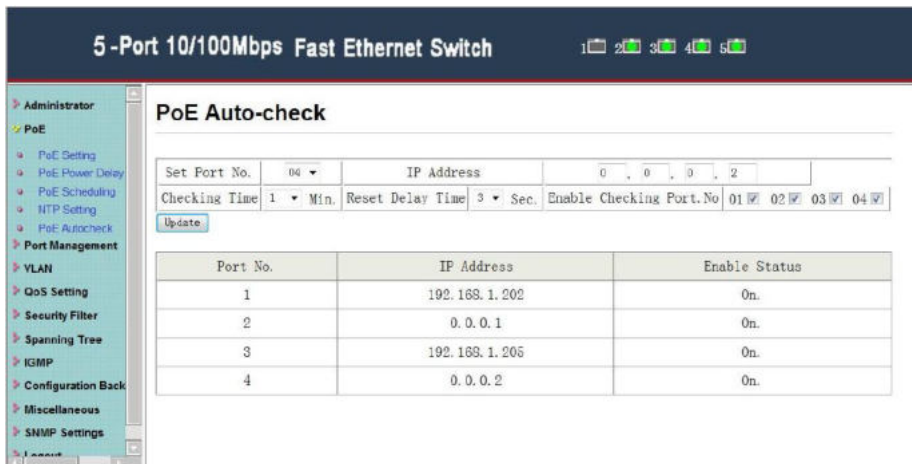 5-Port 10/100Mbps Fast Ethernet Switch 1 2 3 4 5
Administrator
PoE
PoE Setting
PoE Power Delay
PoE Scheduling
NTP Setting
PoE Autocheck
Port Management
VLAN
QoS Setting
Security Filter
Spanning Tree
IGMP
Configuration Back
Miscellaneous
SNMP Settings
Logout
PoE Auto-check
Set Port No. 04 IP Address 0 . 0 . 0 . 2
Checking Time 1 Min. Reset Delay Time 3 Sec. Enable Checking Port.No 01 02 03 04
Update
Port No. IP Address Enable Status
1 192.168.1.202 On.
2 0.0.0.1 On.
3 192.168.1.205 On.
4 0.0.0.2 On.